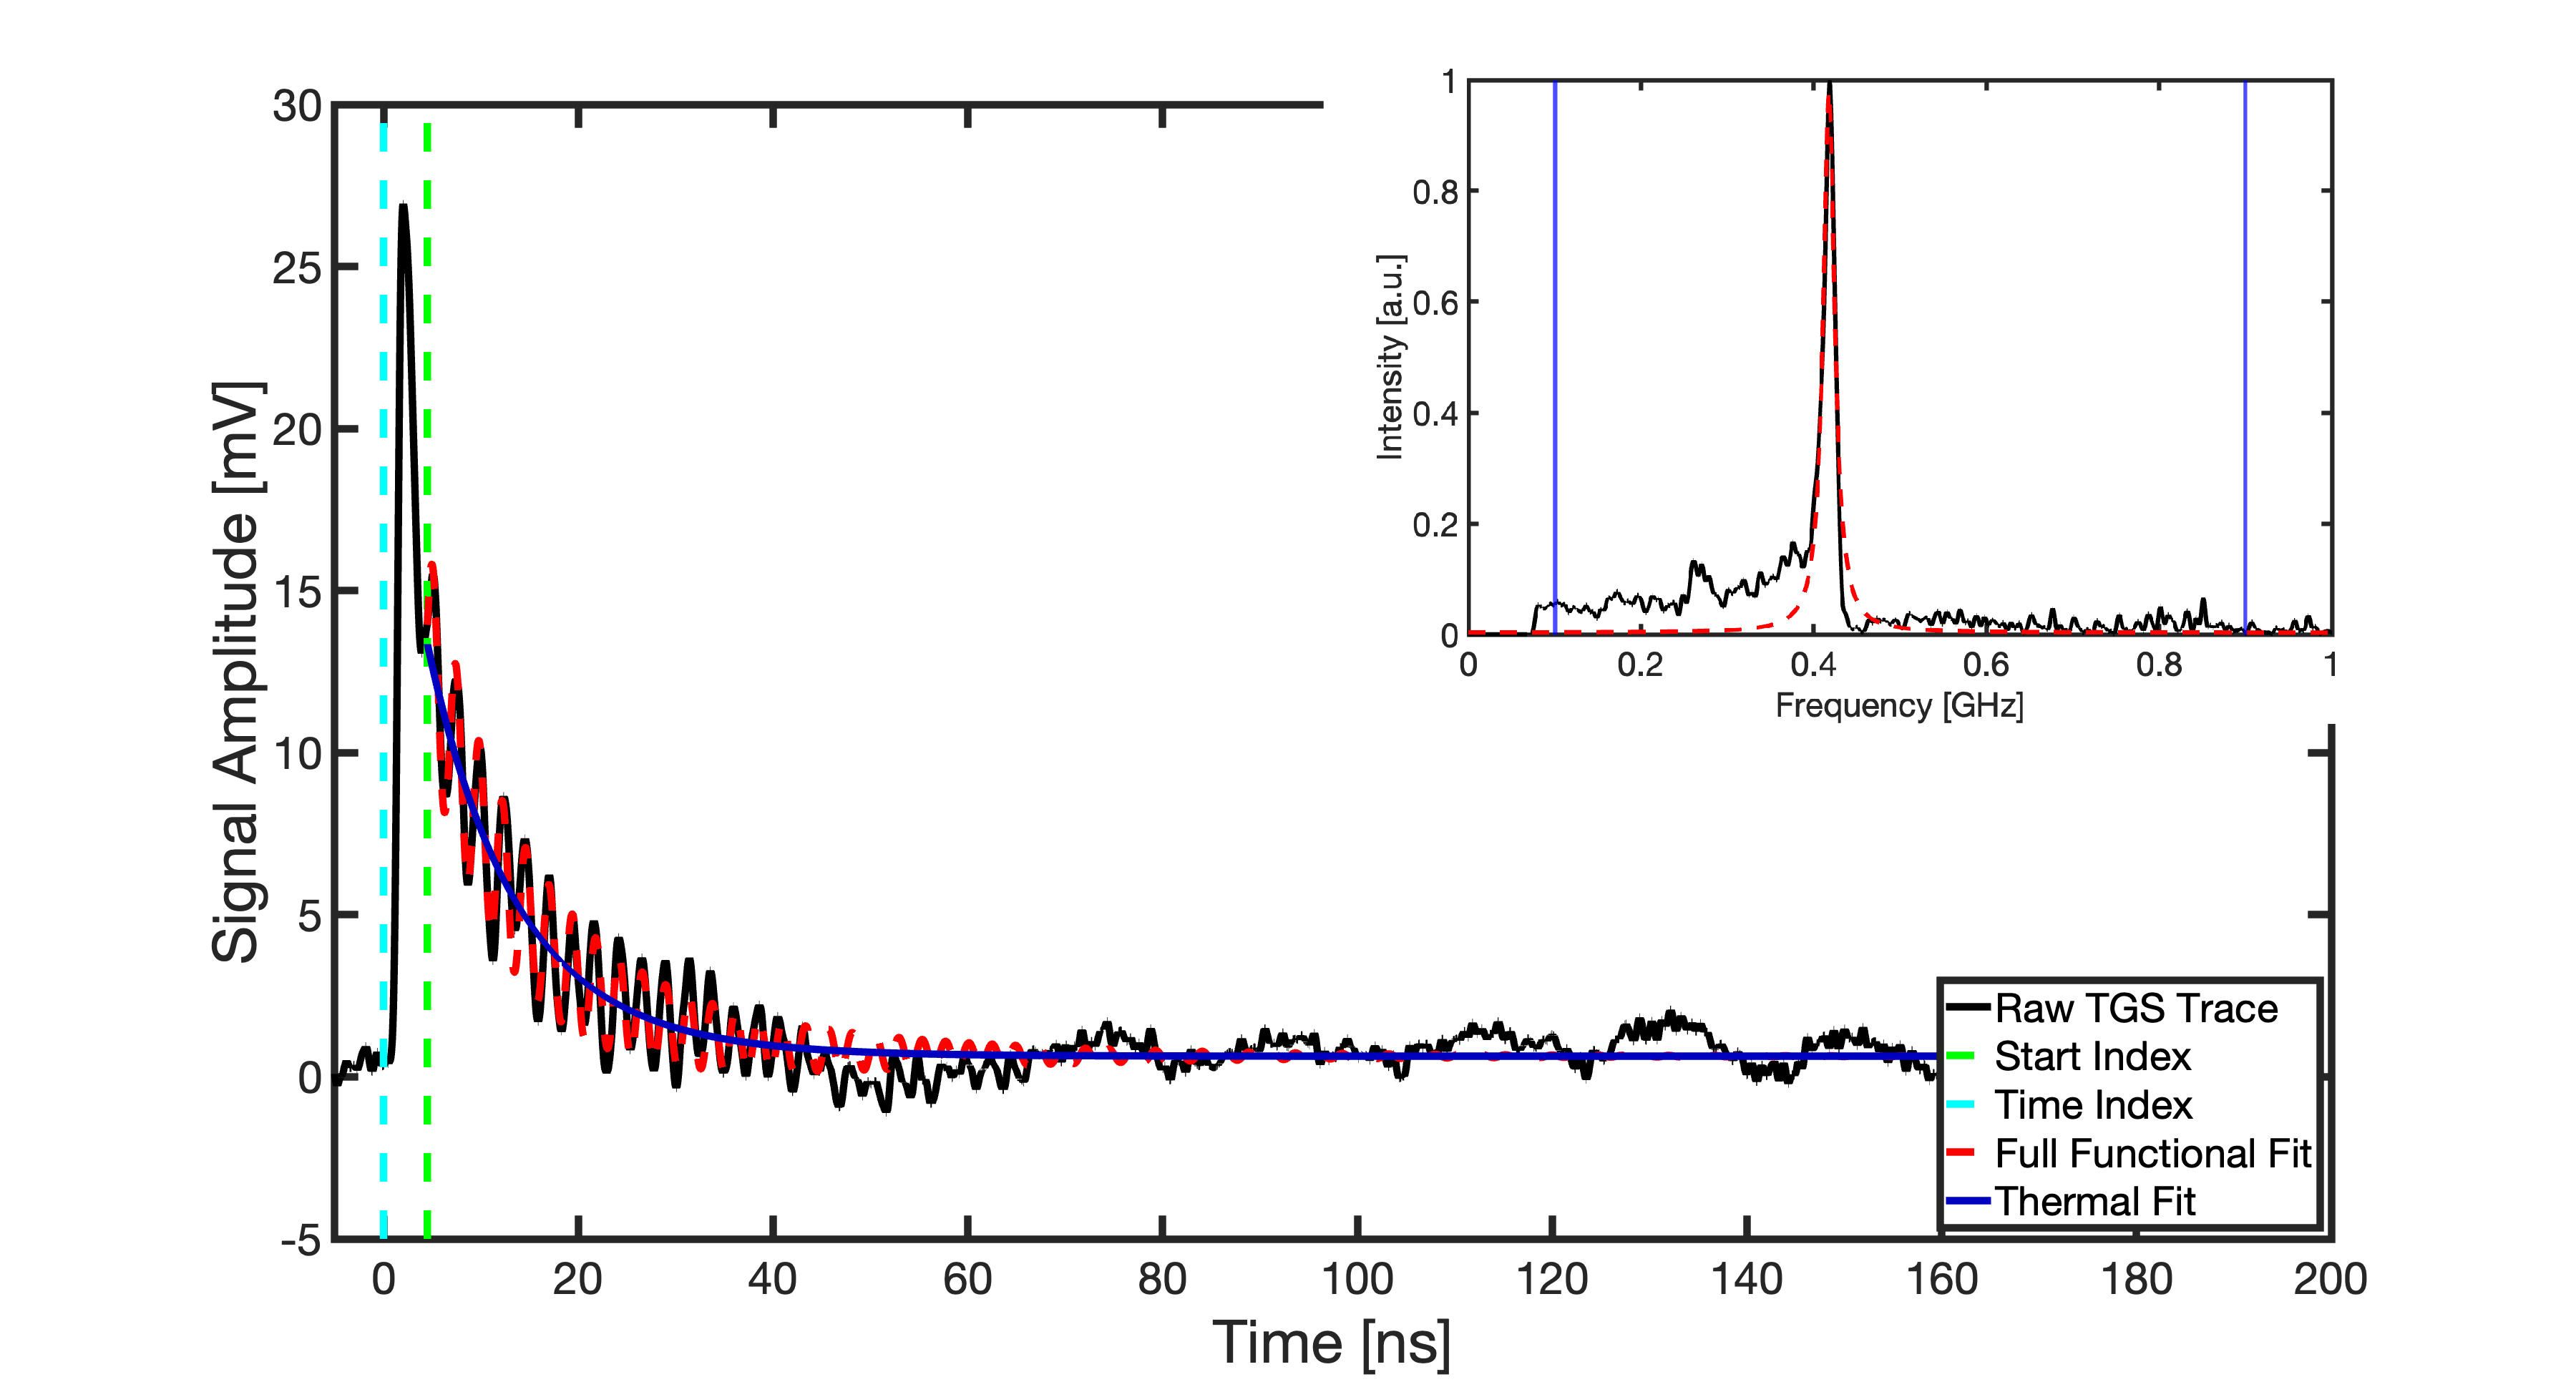 30
25
20
15
10
5
0
-5
Signal Amplitude [mV]
0 20 40 60 80 100 120 140 160 180 200
Time [ns]
1
0.8
0.6
0.4
0.2
0
Intensity [a.u.]
0 0.2 0.4 0.6 0.8 1
Frequency [GHz]
Raw TGS Trace
Start Index
Time Index
Full Functional Fit
Thermal Fit